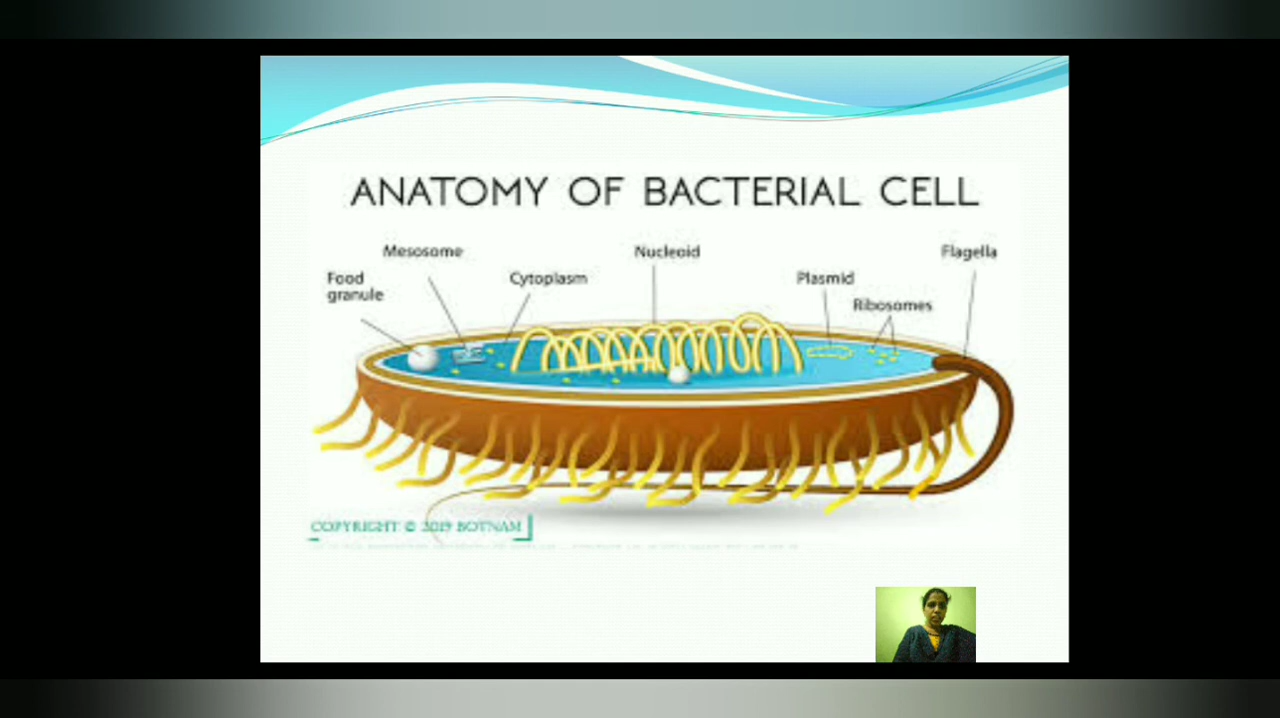 ANATOMY OF BACTERIAL CELL
Mesosome
Nucleoid
Flagella
Food
granule
Cytoplasm
Plasmid
Ribosomes
COPYRIGHT © 2019 BOTNAM